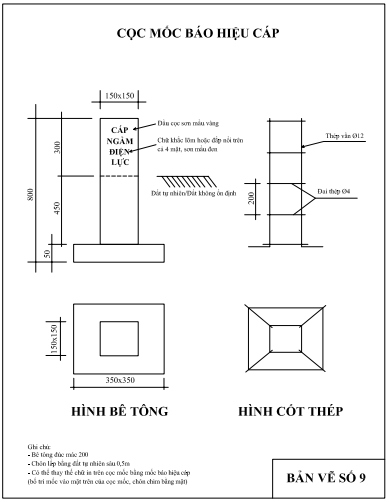 CỌC MỐC BÁO HIỆU CÁP
150x150
CÁP
NGẦM
ĐIỆN
LỰC
Đầu cọc sơn màu vàng
Chữ khắc lõm hoặc đắp nổi trên
cả 4 mặt, sơn màu đen
Thép vằn Ø12
Đai thép Ø4
Đất tự nhiên/Đất không ổn định
300
800
450
50
200
150x150
350x350
HÌNH BÊ TÔNG
HÌNH CỐT THÉP
Ghi chú:
- Bê tông đúc mác 200
- Chôn lấp bằng đất tự nhiên sâu 0,5m
- Có thể thay thế chữ in trên cọc mốc bằng mốc báo hiệu cáp
(bố trí mốc vào mặt trên của cọc mốc, chôn chìm bằng mặt)
BẢN VẼ SỐ 9